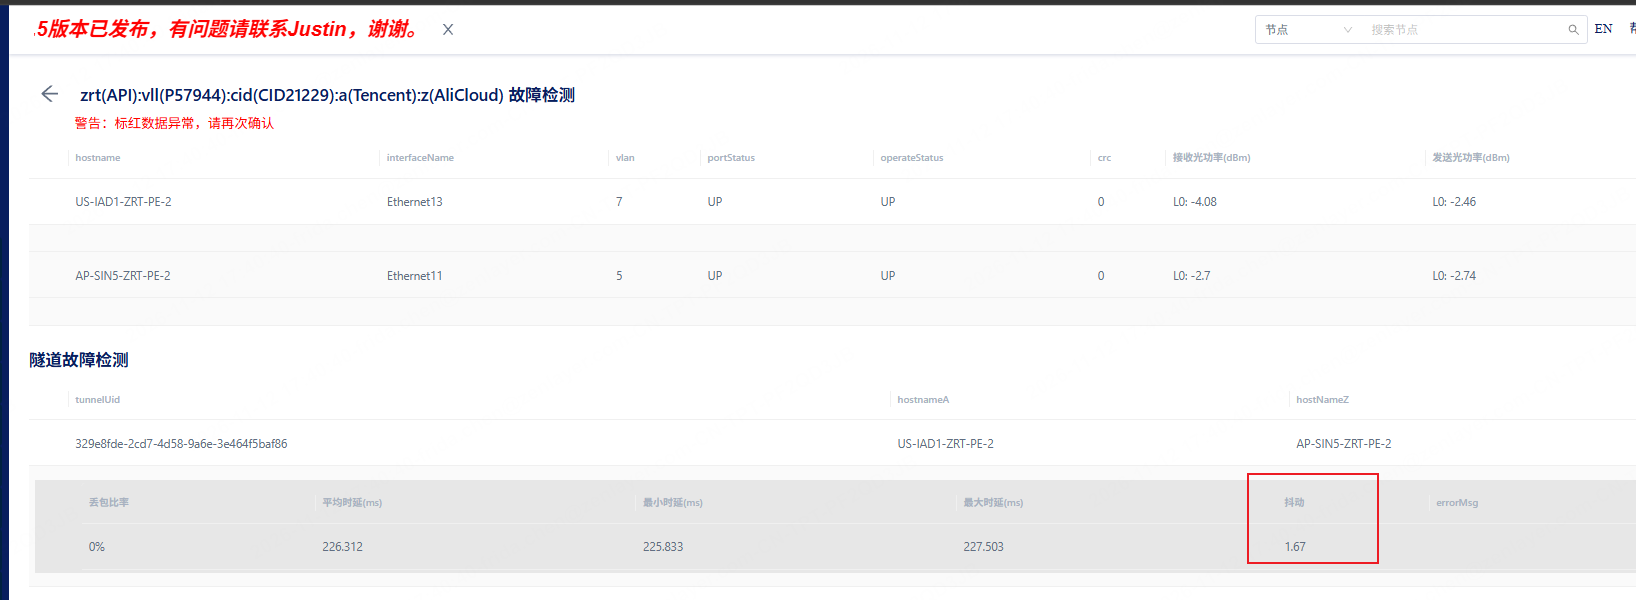 .5版本已发布，有问题请联系Justin，谢谢。 X
节点 搜索节点 EN
zrt(API):vll(P57944):cid(CID21229):a(Tencent):z(AliCloud) 故障检测
警告：标红数据异常，请再次确认
hostname interfaceName vlan portStatus operateStatus crc 接收光功率(dBm) 发送光功率(dBm)
US-IAD1-ZRT-PE-2 Ethernet13 7 UP UP 0 L0: -4.08 L0: -2.46
AP-SIN5-ZRT-PE-2 Ethernet11 5 UP UP 0 L0: -2.7 L0: -2.74
隧道故障检测
tunnelUid hostnameA hostNameZ
329e8fde-2cd7-4d58-9a6e-3e464f5baf86 US-IAD1-ZRT-PE-2 AP-SIN5-ZRT-PE-2
丢包比率 平均时延(ms) 最小时延(ms) 最大时延(ms) 抖动 errorMsg
0% 226.312 225.833 227.503 1.67